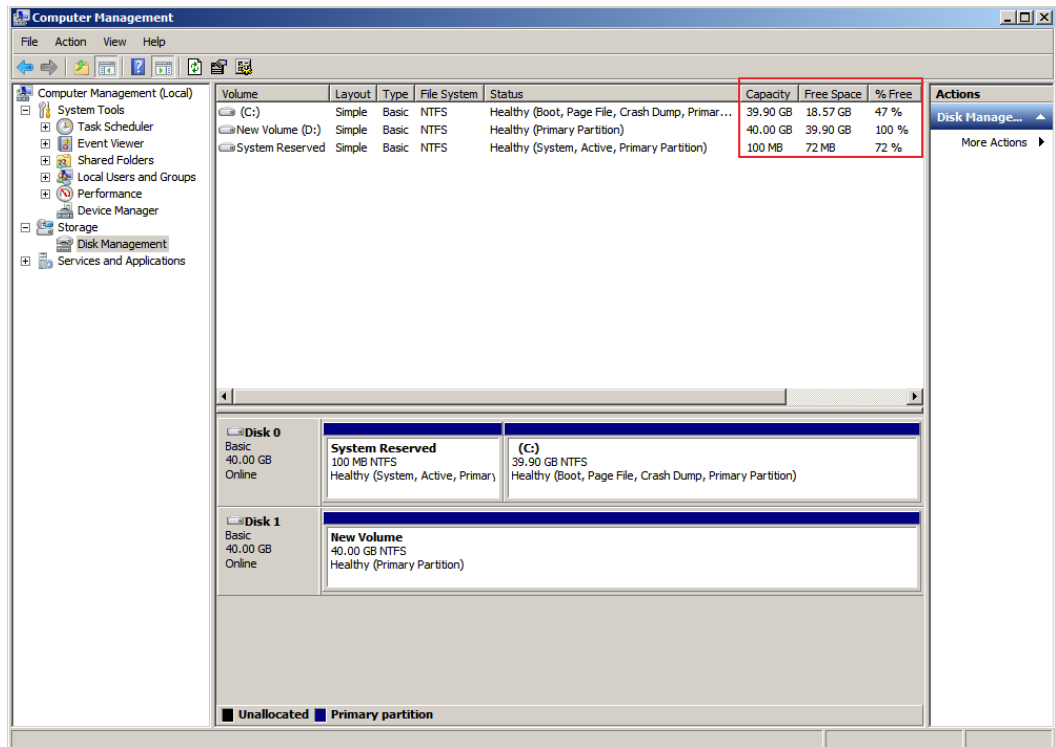 Computer Management
File Action View Help
Computer Management (Local)
System Tools
Task Scheduler
Event Viewer
Shared Folders
Local Users and Groups
Performance
Device Manager
Storage
Disk Management
Services and Applications
Volume Layout Type File System Status Capacity Free Space % Free
(C:) Simple Basic NTFS Healthy (Boot, Page File, Crash Dump, Primar... 39.90 GB 18.57 GB 47 %
New Volume (D:) Simple Basic NTFS Healthy (Primary Partition) 40.00 GB 39.90 GB 100 %
System Reserved Simple Basic NTFS Healthy (System, Active, Primary Partition) 100 MB 72 MB 72 %
Disk 0
Basic
40.00 GB
Online
System Reserved
100 MB NTFS
Healthy (System, Active, Primary
(C:)
39.90 GB NTFS
Healthy (Boot, Page File, Crash Dump, Primary Partition)
Disk 1
Basic
40.00 GB
Online
New Volume
40.00 GB NTFS
Healthy (Primary Partition)
Unallocated Primary partition
Actions
Disk Manage...
More Actions